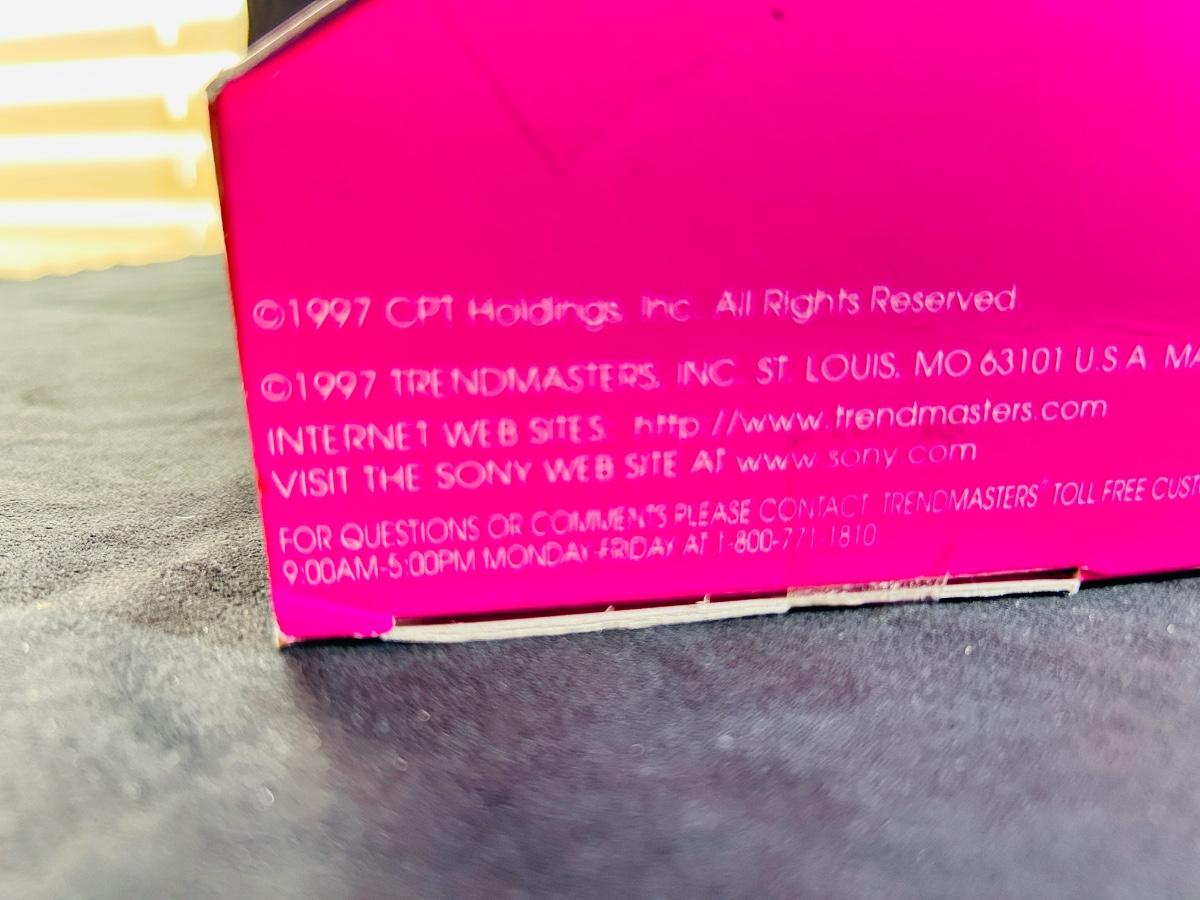 ©1997 CPT Holdings, Inc. All Rights Reserved.
©1997 TRENDMASTERS, INC. ST. LOUIS, MO 63101 U.S.A. MA
INTERNET WEB SITES: http://www.trendmasters.com
VISIT THE SONY WEB SITE AT www.sony.com
FOR QUESTIONS OR COMMENTS PLEASE CONTACT TRENDMASTERS® TOLL FREE CUST
9:00AM-5:00PM MONDAY-FRIDAY AT 1-800-771-1810